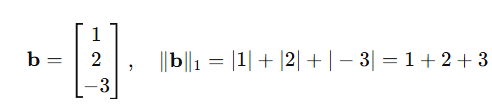 b = [1 2 −3], ‖b‖₁ = |1| + |2| + | − 3| = 1 + 2 + 3